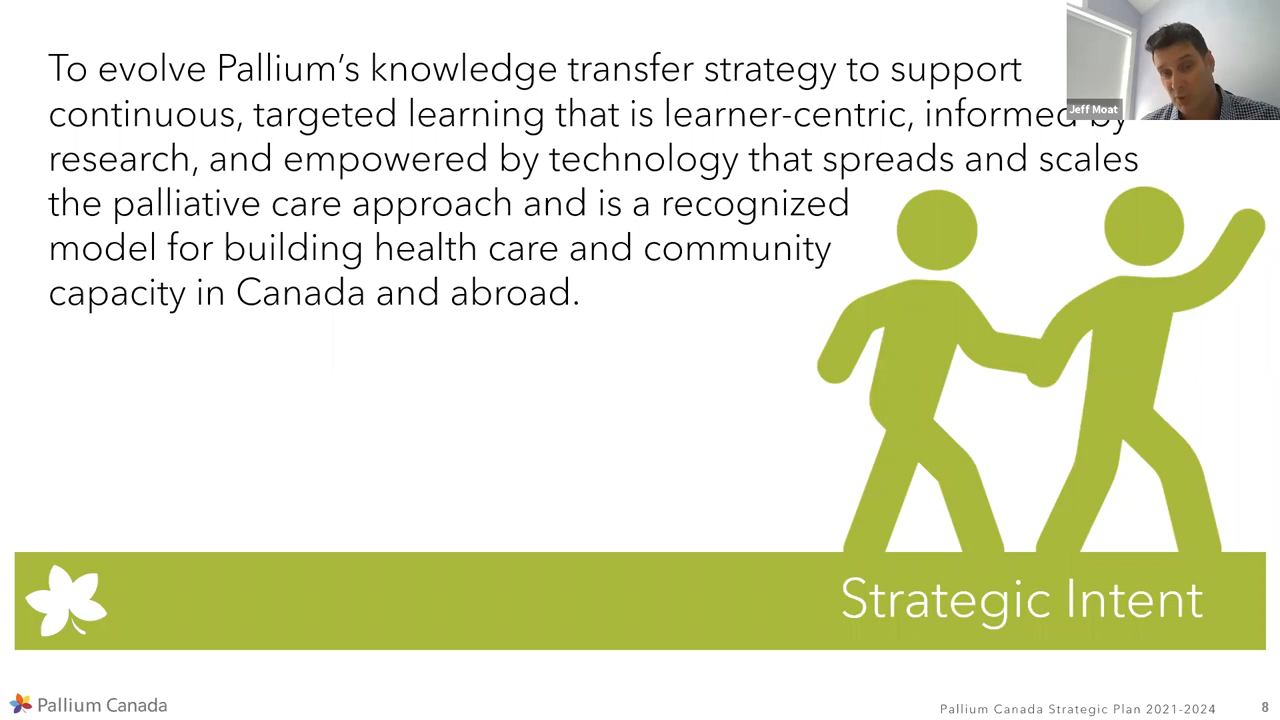 To evolve Pallium’s knowledge transfer strategy to support
continuous, targeted learning that is learner-centric, informed by
research, and empowered by technology that spreads and scales
the palliative care approach and is a recognized
model for building health care and community
capacity in Canada and abroad.
Jeff Moat
Strategic Intent
Pallium Canada
Pallium Canada Strategic Plan 2021-2024
8